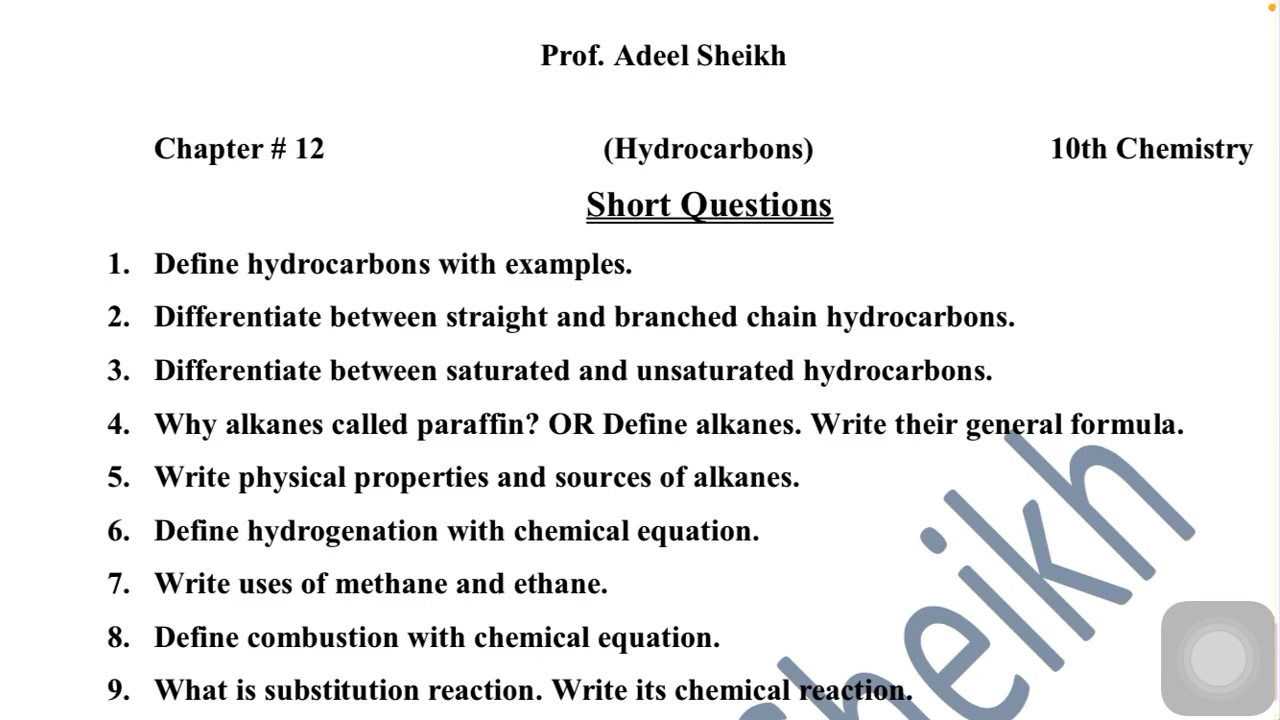 Prof. Adeel Sheikh
Chapter # 12 (Hydrocarbons) 10th Chemistry
Short Questions
1. Define hydrocarbons with examples.
2. Differentiate between straight and branched chain hydrocarbons.
3. Differentiate between saturated and unsaturated hydrocarbons.
4. Why alkanes called paraffin? OR Define alkanes. Write their general formula.
5. Write physical properties and sources of alkanes.
6. Define hydrogenation with chemical equation.
7. Write uses of methane and ethane.
8. Define combustion with chemical equation.
9. What is substitution reaction. Write its chemical reaction.
sheikh